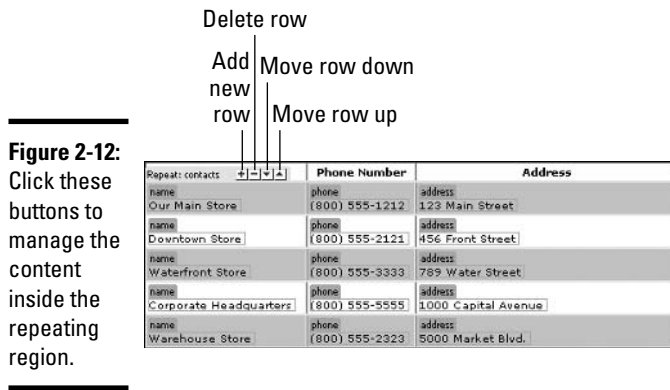 Delete row
Add new row
Move row down
Move row up
Figure 2-12:
Click these
buttons to
manage the
content
inside the
repeating
region.
Repeat: contacts + - Phone Number Address
name phone address
Our Main Store (800) 555-1212 123 Main Street
name phone address
Downtown Store (800) 555-2121 456 Front Street
name phone address
Waterfront Store (800) 555-3333 789 Water Street
name phone address
Corporate Headquarters (800) 555-5555 1000 Capital Avenue
name phone address
Warehouse Store (800) 555-2323 5000 Market Blvd.